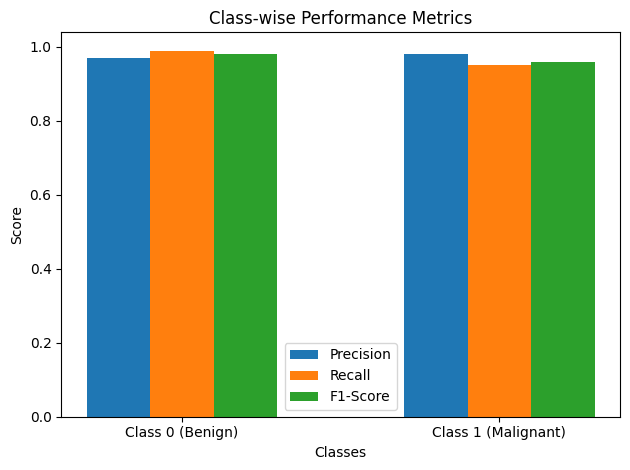 Class-wise Performance Metrics
1.0
0.8
0.6
0.4
0.2
0.0
Score
Precision
Recall
F1-Score
Class 0 (Benign)
Class 1 (Malignant)
Classes